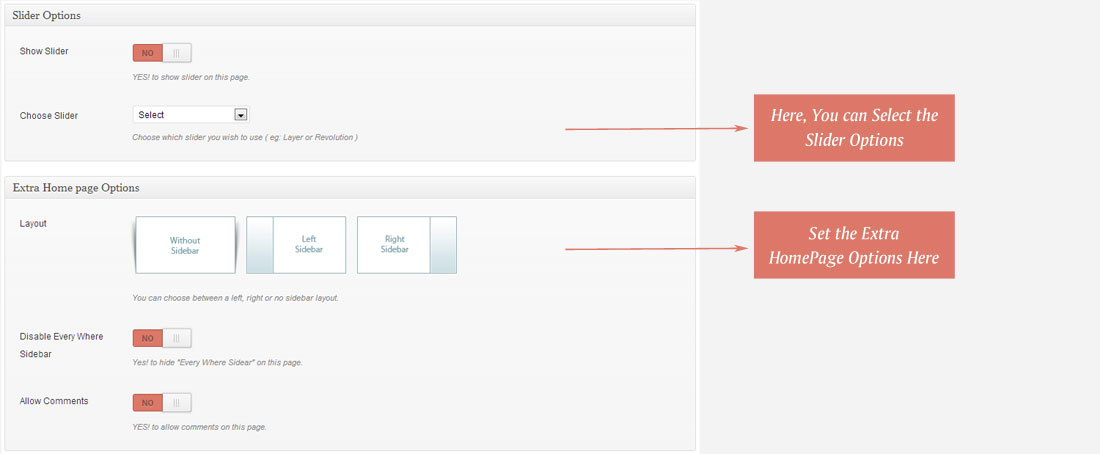 Slider Options
Show Slider
NO
YES! to show slider on this page.
Choose Slider
Select
Choose which slider you wish to use ( eg: Layer or Revolution )
Here, You can Select the
Slider Options
Extra Home page Options
Layout
Without
Sidebar
Left
Sidebar
Right
Sidebar
You can choose between a left, right or no sidebar layout.
Set the Extra
HomePage Options Here
Disable Every Where
Sidebar
NO
Yes! to hide "Every Where Sidear" on this page.
Allow Comments
NO
YES! to allow comments on this page.